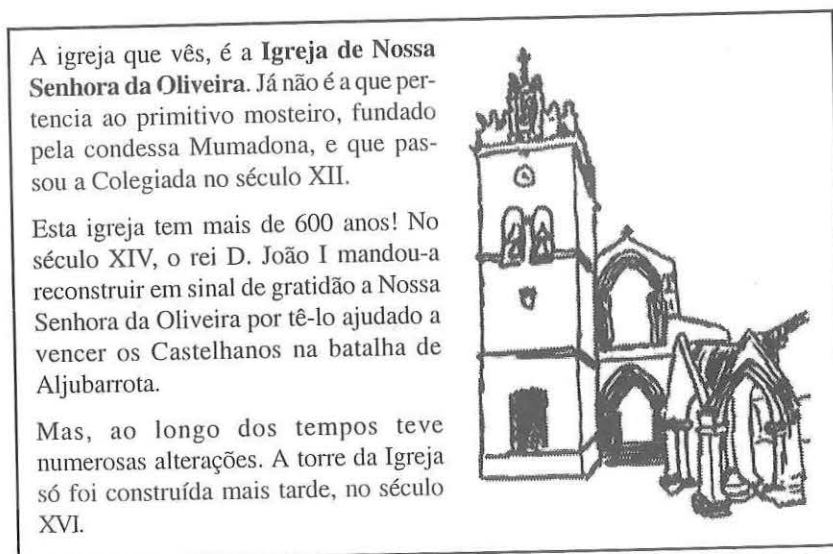 A igreja que vês, é a Igreja de Nossa
Senhora da Oliveira. Já não é a que per-
tencia ao primitivo mosteiro, fundado
pela condessa Mumadona, e que pas-
sou a Colegiada no século XII.
Esta igreja tem mais de 600 anos! No
século XIV, o rei D. João I mandou-a
reconstruir em sinal de gratidão a Nossa
Senhora da Oliveira por tê-lo ajudado a
vencer os Castelhanos na batalha de
Aljubarrota.
Mas, ao longo dos tempos teve
numerosas alterações. A torre da Igreja
só foi construída mais tarde, no século
XVI.